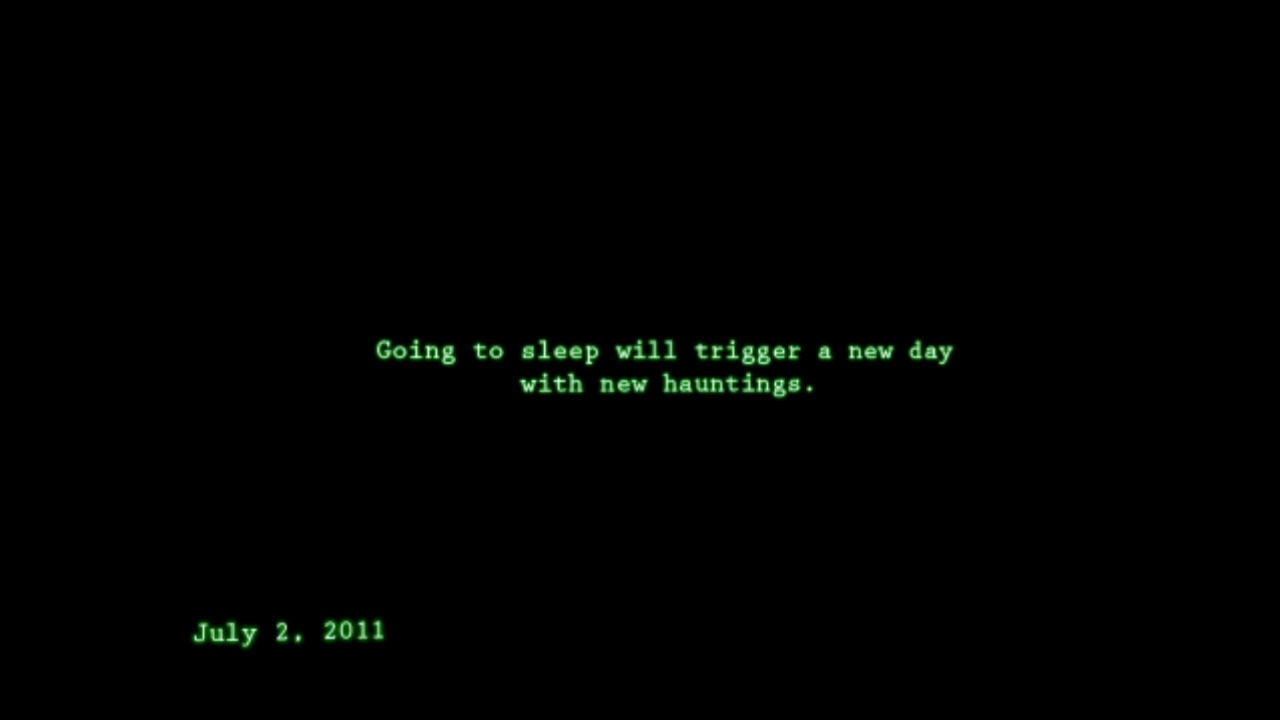 Going to sleep will trigger a new day
with new hauntings.
July 2, 2011